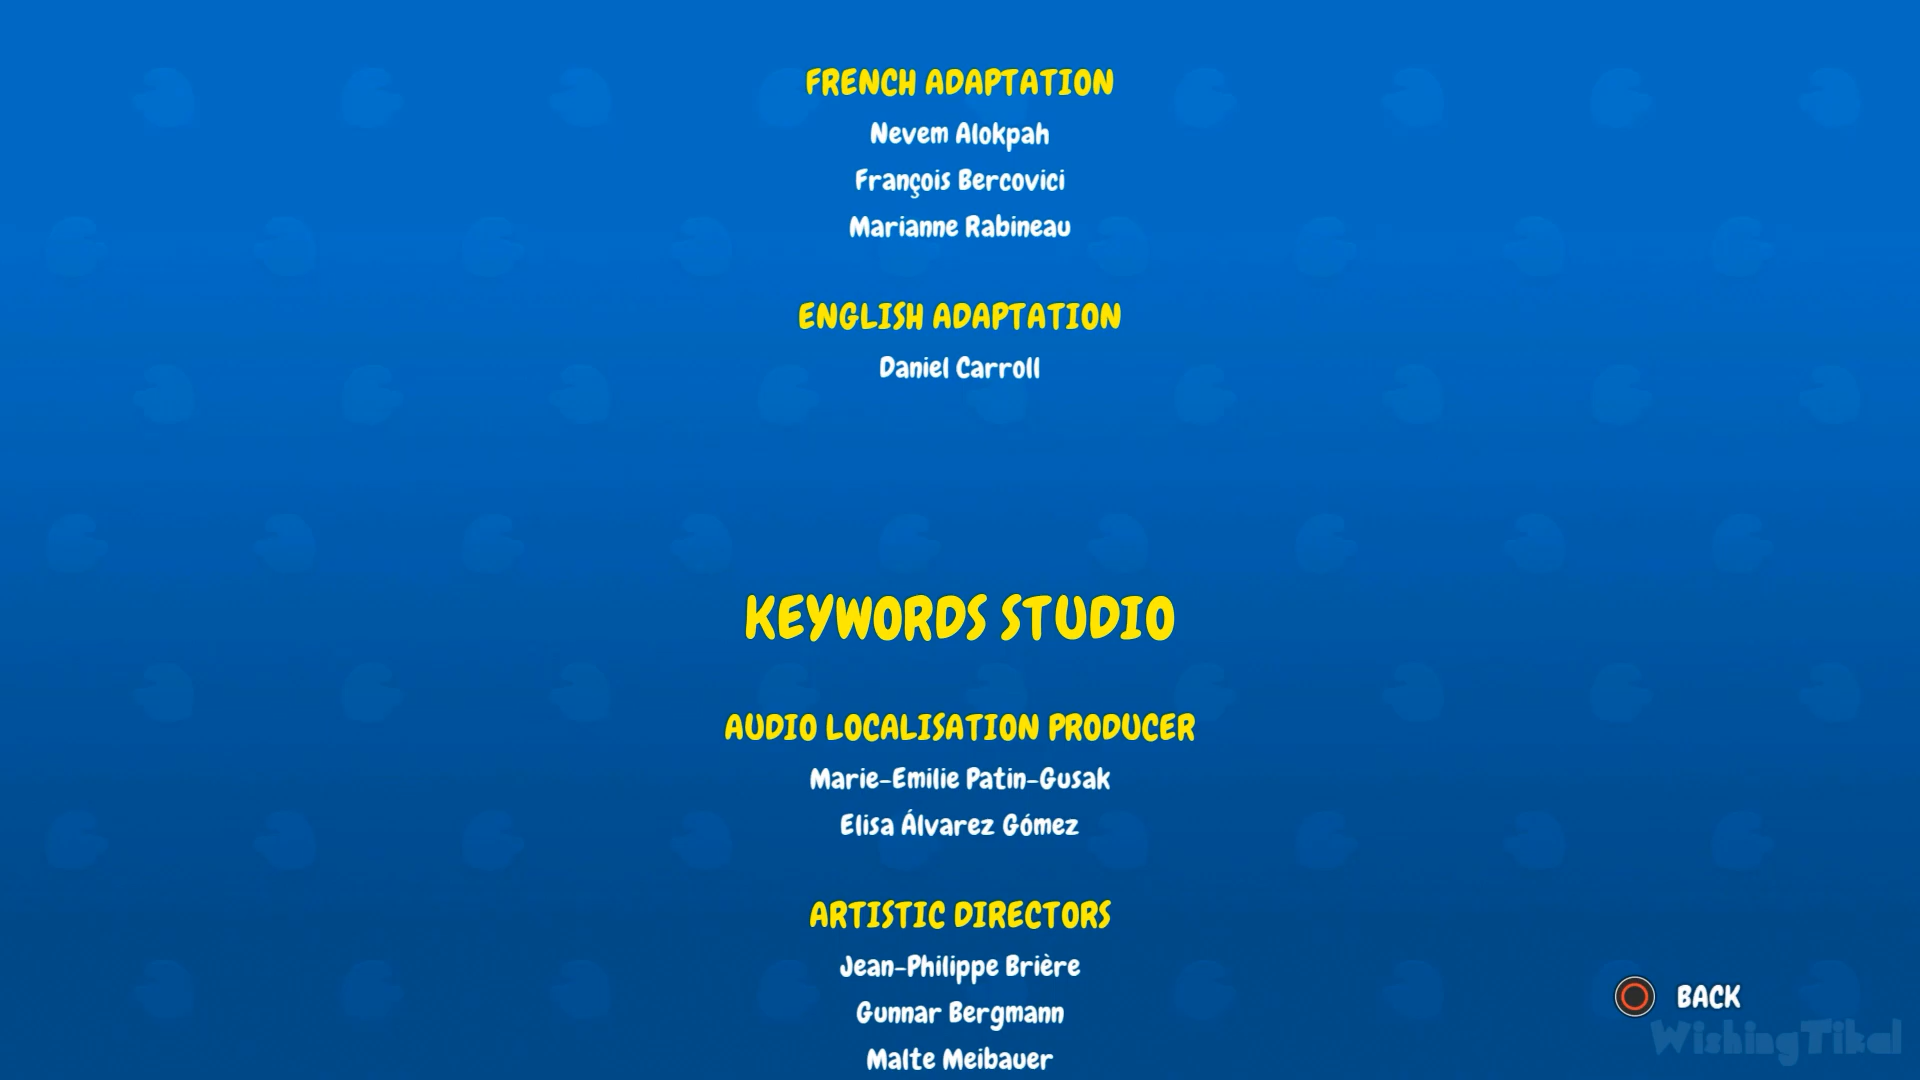 FRENCH ADAPTATION
Nevem Alokpah
François Bercovici
Marianne Rabineau
ENGLISH ADAPTATION
Daniel Carroll
KEYWORDS STUDIO
AUDIO LOCALISATION PRODUCER
Marie-Emilie Patin-Gusak
Elisa Álvarez Gómez
ARTISTIC DIRECTORS
Jean-Philippe Brière
Gunnar Bergmann
Malte Meibauer
BACK
WishingTikal